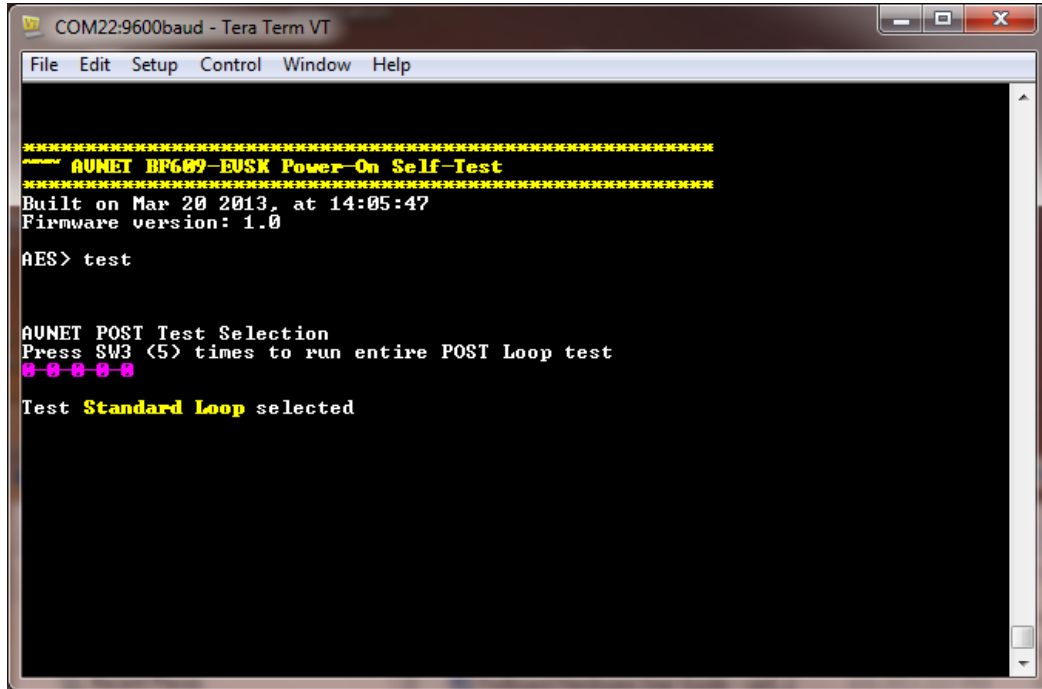 COM22:9600baud - Tera Term VT
File Edit Setup Control Window Help
*********************************************************
~~~~ AVNET BF609-EVSK Power-On Self-Test
*********************************************************
Built on Mar 20 2013, at 14:05:47
Firmware version: 1.0
AES> test
AVNET POST Test Selection
Press SW3 (5) times to run entire POST Loop test
0-0-0-0-0
Test Standard Loop selected